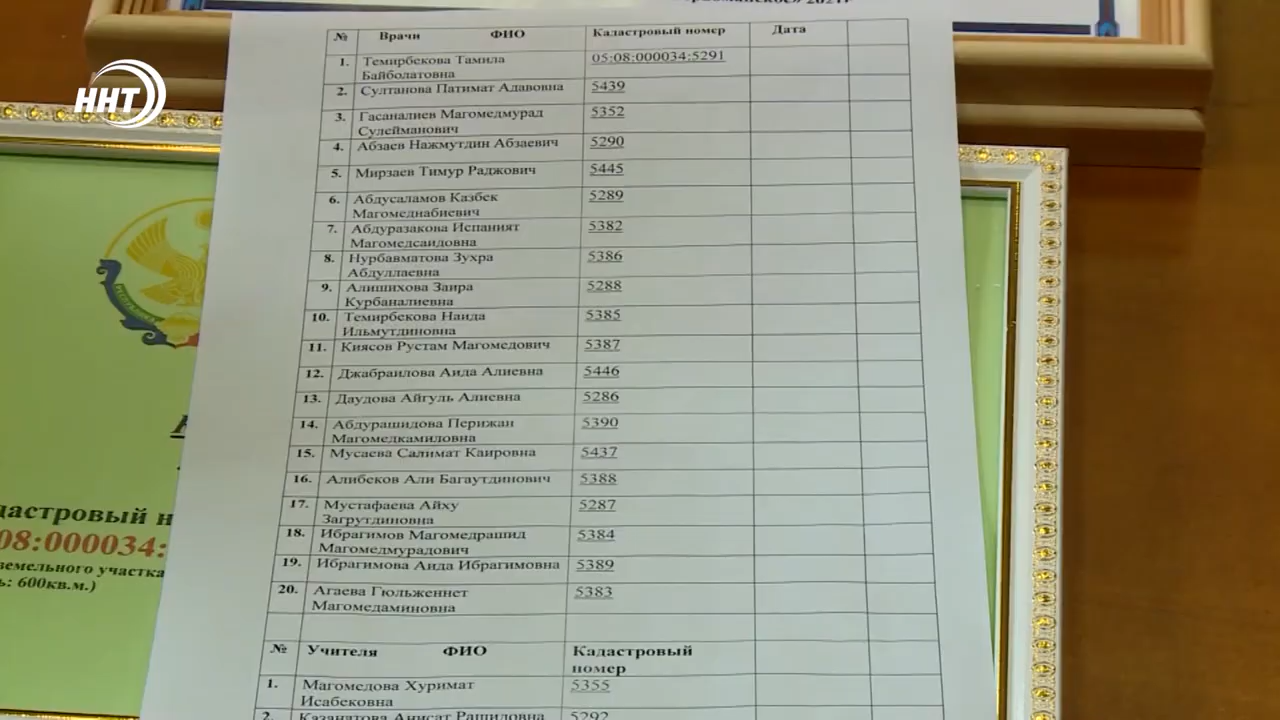 2021г
№ Врачи ФИО Кадастровый номер Дата
1. Темирбекова Тамила Байболатовна 05:08:000034:5291
2. Султанова Патимат Адавовна 5439
3. Гасаналиев Магомедмурад Сулейманович 5352
4. Абзаев Нажмутдин Абзаевич 5290
5. Мирзаев Тимур Раджович 5445
6. Абдусаламов Казбек Магомеднабиевич 5289
7. Абдуразакова Испаният Магомедсаидовна 5382
8. Нурбавматова Зухра Абдуллаевна 5386
9. Алишихова Заира Курбаналиевна 5288
10. Темирбекова Наида Ильмутдиновна 5385
11. Киясов Рустам Магомедович 5387
12. Джабраилова Аида Алиевна 5446
13. Даудова Айгуль Алиевна 5286
14. Абдурашидова Перижан Магомедкамиловна 5390
15. Мусаева Салимат Каировна 5437
16. Алибеков Али Багаутдинович 5388
17. Мустафаева Айху Загрутдиновна 5287
18. Ибрагимов Магомедрашид Магомедмурадович 5384
19. Ибрагимова Аида Ибрагимовна 5389
20. Агаева Гюльженнет Магомедаминовна 5383
№ Учителя ФИО Кадастровый номер
1. Магомедова Хуримат Исабековна 5355
2. Казанатова Анисат Рашидовна 5292
ННТ
дастровый н
08:000034:
земельного участка
ь: 600кв.м.)